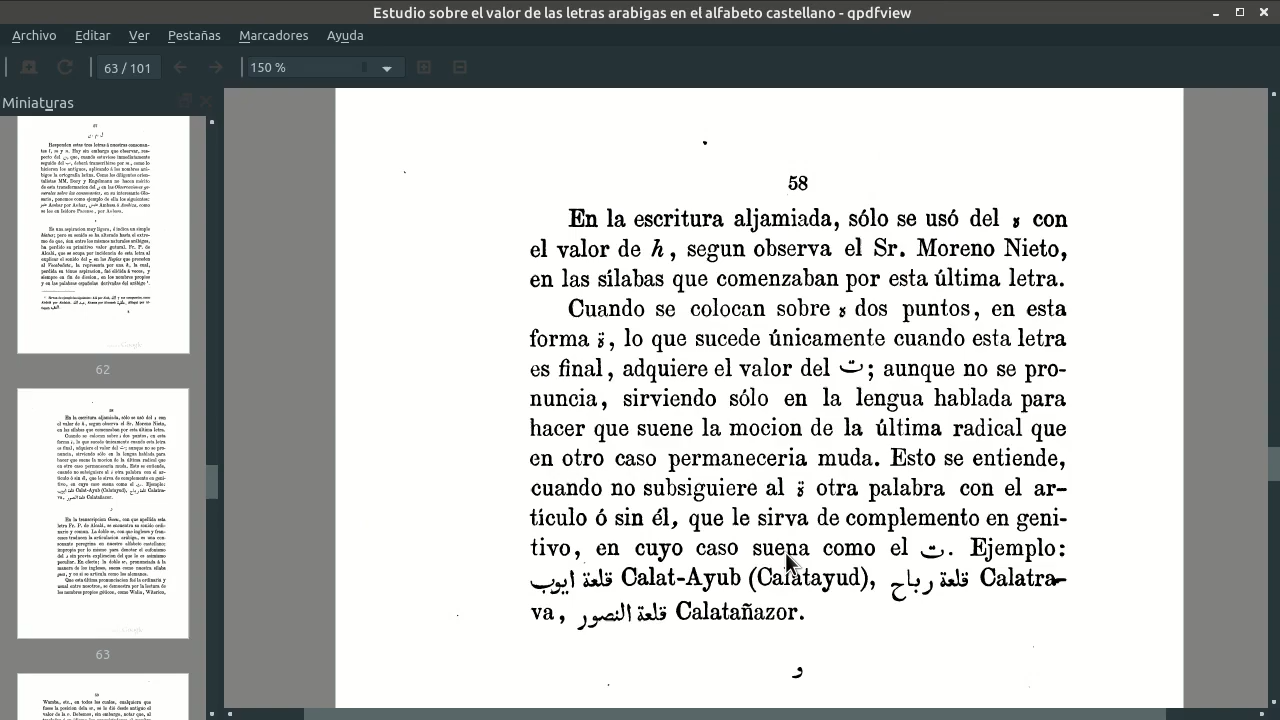 Estudio sobre el valor de las letras arabigas en el alfabeto castellano - qpdfview
Archivo Editar Ver Pestañas Marcadores Ayuda
63 / 101 150 %
Miniaturas
62
63
58
En la escritura aljamiada, sólo se usó del ه con
el valor de h, segun observa el Sr. Moreno Nieto,
en las sílabas que comenzaban por esta última letra.
Cuando se colocan sobre ه dos puntos, en esta
forma ة, lo que sucede únicamente cuando esta letra
es final, adquiere el valor del ت; aunque no se pro-
nuncia, sirviendo sólo en la lengua hablada para
hacer que suene la mocion de la última radical que
en otro caso permaneceria muda. Esto se entiende,
cuando no subsiguiere al ة otra palabra con el ar-
tículo ó sin él, que le sirva de complemento en geni-
tivo, en cuyo caso suena como el ت. Ejemplo:
قلعة ايوب Calat-Ayub (Calatayud), قلعة رباح Calatra-
va, قلعة النصور Calatañazor.
و